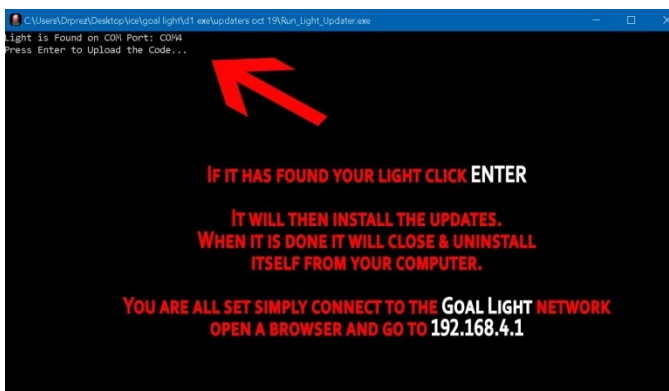 C:\Users\Drprez\Desktop\ice\goal light\d1 exe\updaters oct 19\Run_Light_Updater.exe
Light is Found on COM Port: COM4
Press Enter to Upload the Code...
IF IT HAS FOUND YOUR LIGHT CLICK ENTER
IT WILL THEN INSTALL THE UPDATES.
WHEN IT IS DONE IT WILL CLOSE & UNINSTALL
ITSELF FROM YOUR COMPUTER.
YOU ARE ALL SET SIMPLY CONNECT TO THE GOAL LIGHT NETWORK
OPEN A BROWSER AND GO TO 192.168.4.1